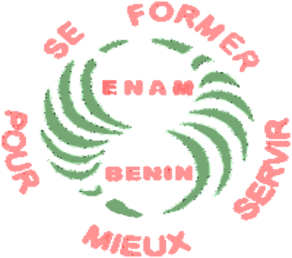 SE FORMER
POUR MIEUX SERVIR
ENAM
BENIN